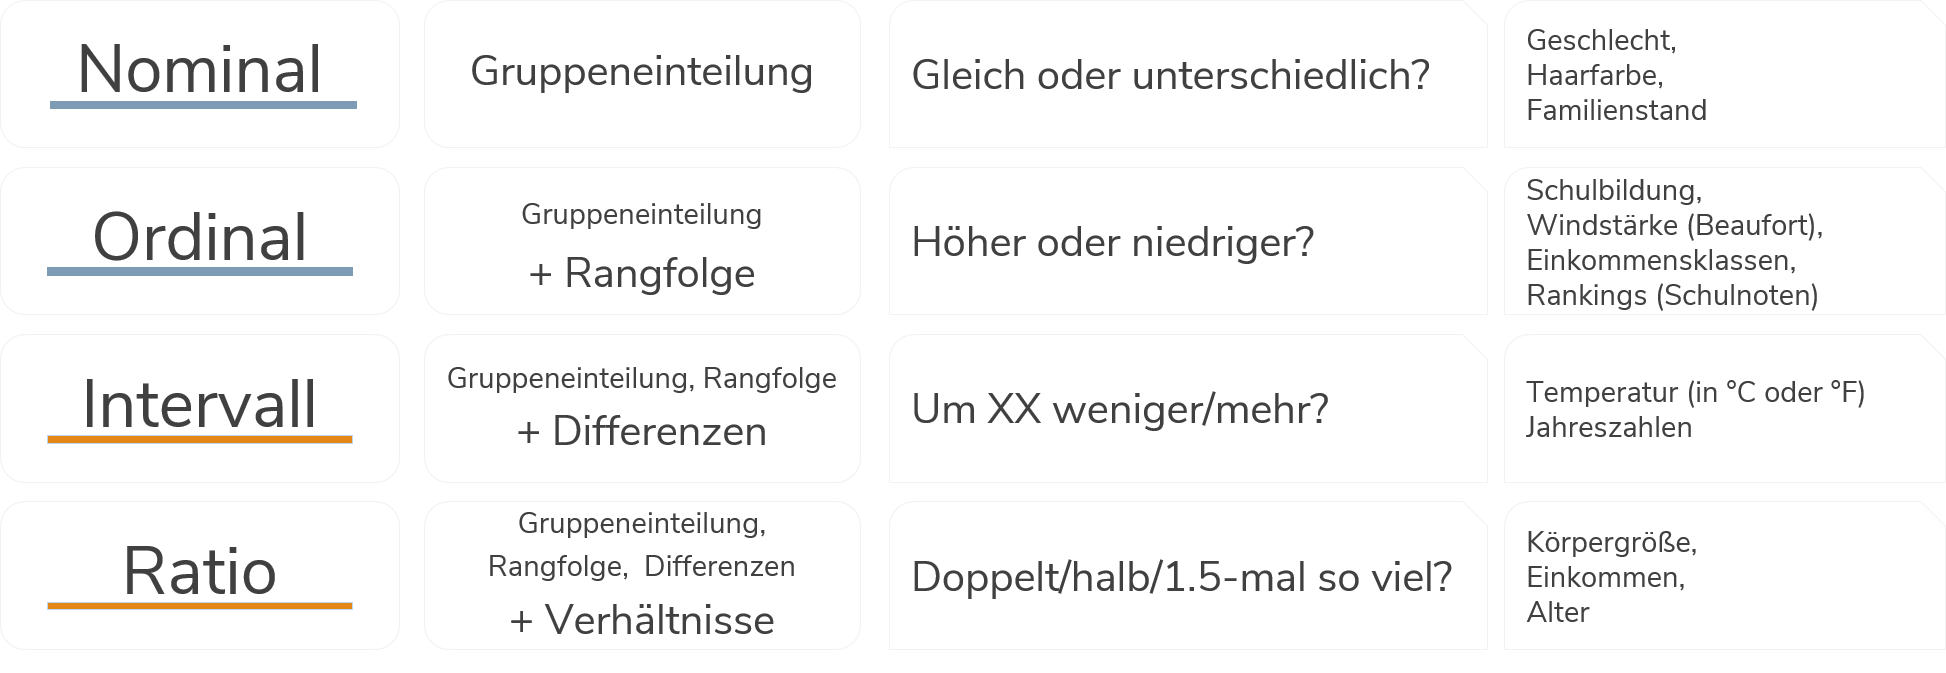 Nominal
Gruppeneinteilung
Gleich oder unterschiedlich?
Geschlecht,
Haarfarbe,
Familienstand
Ordinal
Gruppeneinteilung
+ Rangfolge
Höher oder niedriger?
Schulbildung,
Windstärke (Beaufort),
Einkommensklassen,
Rankings (Schulnoten)
Intervall
Gruppeneinteilung, Rangfolge
+ Differenzen
Um XX weniger/mehr?
Temperatur (in °C oder °F)
Jahreszahlen
Ratio
Gruppeneinteilung,
Rangfolge, Differenzen
+ Verhältnisse
Doppelt/halb/1.5-mal so viel?
Körpergröße,
Einkommen,
Alter